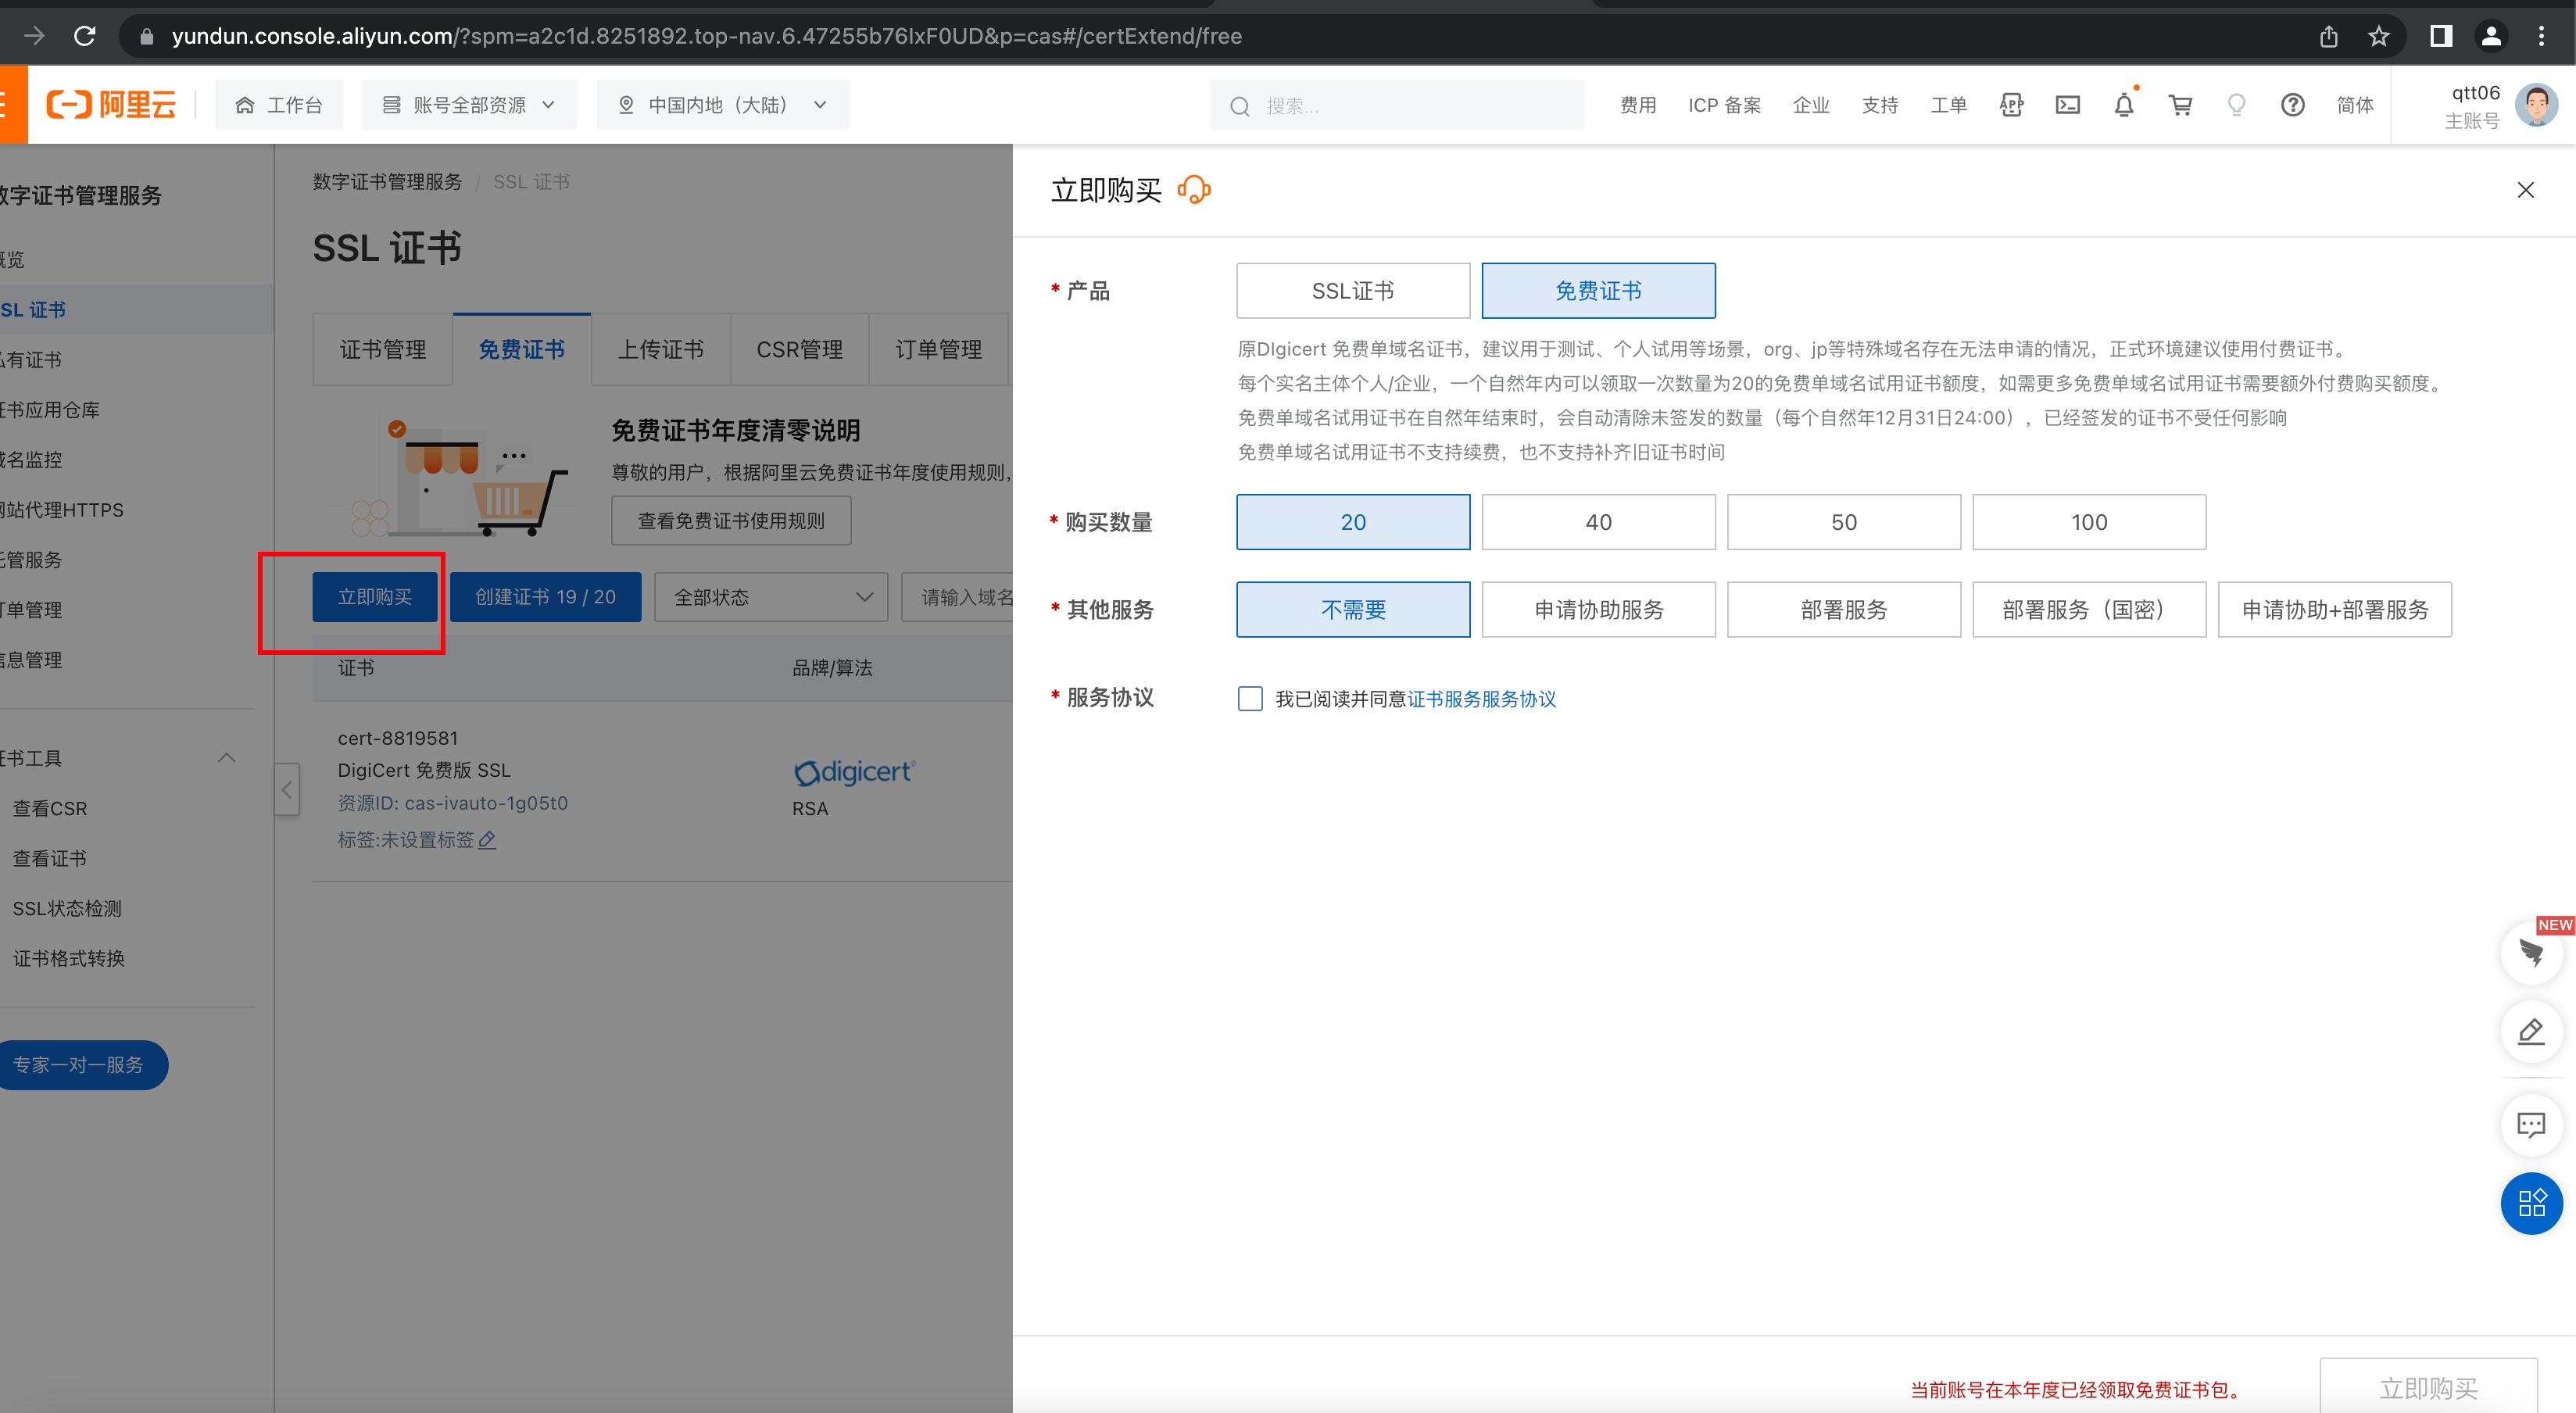 yundun.console.aliyun.com/?spm=a2c1d.8251892.top-nav.6.47255b76IxF0UD&p=cas#/certExtend/free
阿里云
工作台
账号全部资源
中国内地（大陆）
搜索...
费用
ICP 备案
企业
支持
工单
APP
简体
qtt06
主账号
数字证书管理服务
概览
SSL 证书
私有证书
证书应用仓库
域名监控
网站代理HTTPS
托管服务
订单管理
信息管理
证书工具
查看CSR
查看证书
SSL状态检测
证书格式转换
专家一对一服务
数字证书管理服务 / SSL 证书
SSL 证书
证书管理
免费证书
上传证书
CSR管理
订单管理
免费证书年度清零说明
尊敬的用户，根据阿里云免费证书年度使用规则，
查看免费证书使用规则
立即购买
创建证书 19 / 20
全部状态
请输入域名
证书
品牌/算法
cert-8819581
DigiCert 免费版 SSL
资源ID: cas-ivauto-1g05t0
标签:未设置标签
digicert®
RSA
立即购买
* 产品
SSL证书
免费证书
原DIgicert 免费单域名证书，建议用于测试、个人试用等场景，org、jp等特殊域名存在无法申请的情况，正式环境建议使用付费证书。
每个实名主体个人/企业，一个自然年内可以领取一次数量为20的免费单域名试用证书额度，如需更多免费单域名试用证书需要额外付费购买额度。
免费单域名试用证书在自然年结束时，会自动清除未签发的数量（每个自然年12月31日24:00），已经签发的证书不受任何影响
免费单域名试用证书不支持续费，也不支持补齐旧证书时间
* 购买数量
20
40
50
100
* 其他服务
不需要
申请协助服务
部署服务
部署服务（国密）
申请协助+部署服务
* 服务协议
我已阅读并同意证书服务服务协议
NEW
当前账号在本年度已经领取免费证书包。
立即购买